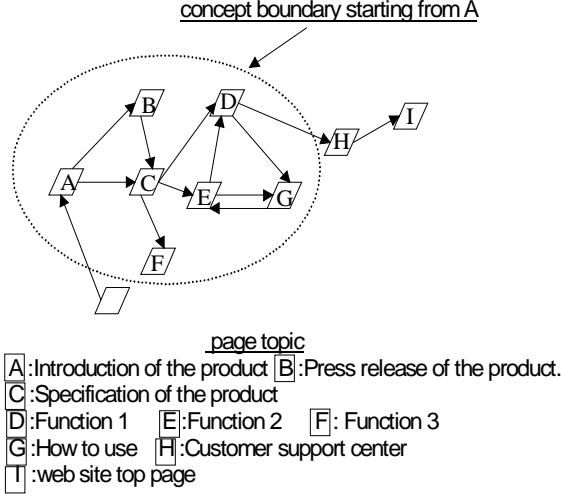 concept boundary starting from A
B
D
I
H
A
C
E
G
F
page topic
A :Introduction of the product B :Press release of the product.
C :Specification of the product
D :Function 1 E :Function 2 F : Function 3
G :How to use H :Customer support center
I :web site top page